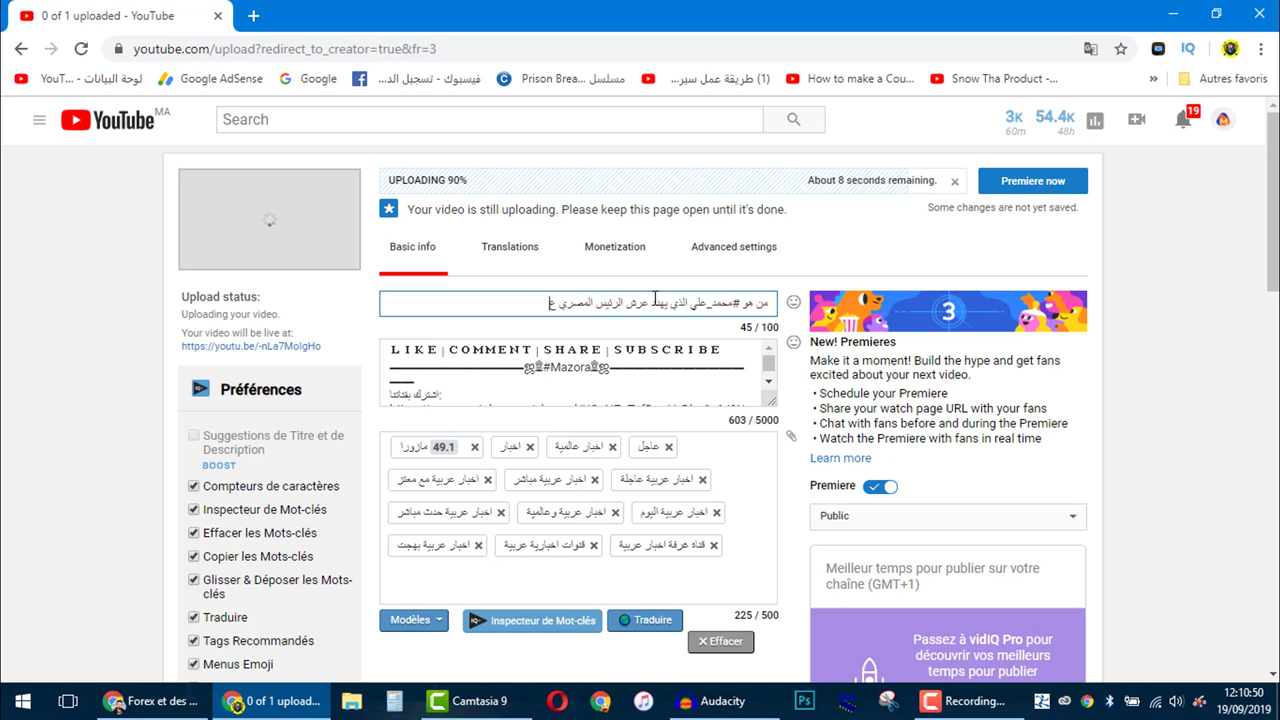 0 of 1 uploaded - YouTube
youtube.com/upload?redirect_to_creator=true&fr=3
YouT... - لوحة البيانات
Google AdSense
Google
فيسبوك - تسجيل الد...
Prison Brea... مسلسل
(1) طريقة عمل سير...
How to make a Cou...
Snow Tha Product -...
Autres favoris
YouTube MA
Search
3K 60m
54.4K 48h
19
UPLOADING 90%
About 8 seconds remaining.
Premiere now
Your video is still uploading. Please keep this page open until it's done.
Some changes are not yet saved.
Basic info
Translations
Monetization
Advanced settings
Upload status:
Uploading your video.
Your video will be live at:
https://youtu.be/-nLa7MoIgHo
من هو #محمد_علي الذي يهدد عرش الرئيس المصري ع
45 / 100
LIKE | COMMENT | SHARE | SUBSCRIBE
#Mazora
اشترك بقناتنا:
603 / 5000
مازورا 49.1
اخبار
اخبار عالمية
عاجل
اخبار عربية مع معتز
اخبار عربية مباشر
اخبار عربية عاجلة
اخبار عربية حدث مباشر
اخبار عربية وعالمية
اخبار عربية اليوم
اخبار عربية بهجت
قنوات اخبارية عربية
قناه غرفة اخبار عربية
Modèles
Inspecteur de Mot-clés
Traduire
225 / 500
Effacer
Préférences
Suggestions de Titre et de
Description
BOOST
Compteurs de caractères
Inspecteur de Mot-clés
Effacer les Mots-clés
Copier les Mots-clés
Glisser & Déposer les Mots-
clés
Traduire
Tags Recommandés
Menus Emoji
3
New! Premieres
Make it a moment! Build the hype and get fans
excited about your next video.
• Schedule your Premiere
• Share your watch page URL with your fans
• Chat with fans before and during the Premiere
• Watch the Premiere with fans in real time
Learn more
Premiere
Public
Meilleur temps pour publier sur votre
chaîne (GMT+1)
Passez à vidIQ Pro pour
découvrir vos meilleurs
temps pour publier
Forex et des ...
0 of 1 upload...
Camtasia 9
Audacity
Recording...
12:10:50
19/09/2019